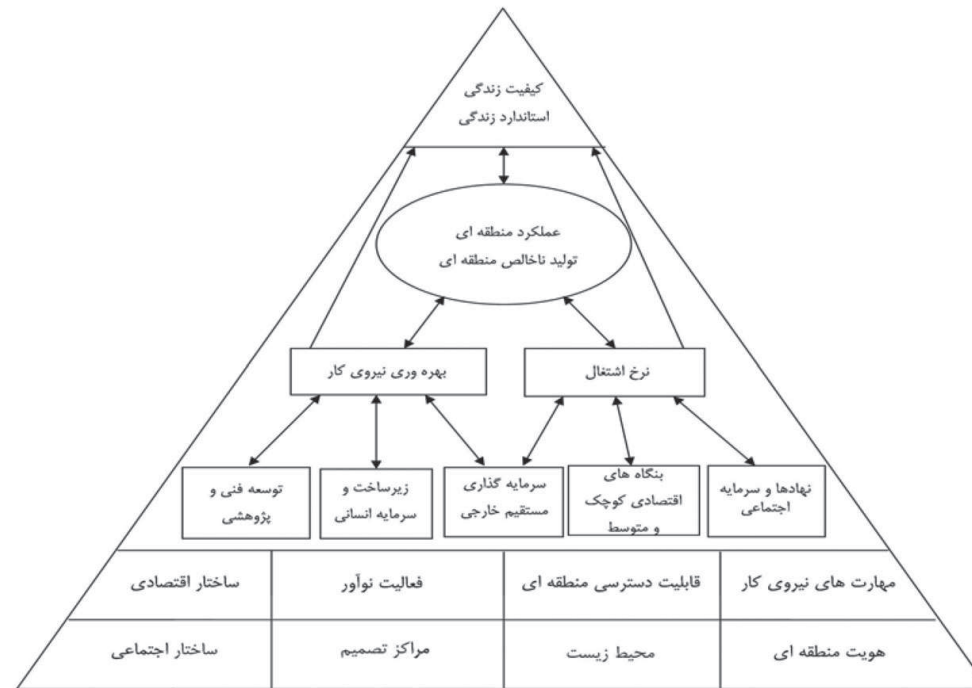 کیفیت زندگی
استاندارد زندگی
عملکرد منطقه ای
تولید ناخالص منطقه ای
نرخ اشتغال
بهره وری نیروی کار
نهادها و سرمایه
اجتماعی
بنگاه های
اقتصادی کوچک
و متوسط
سرمایه گذاری
مستقیم خارجی
زیرساخت و
سرمایه انسانی
توسعه فنی و
پژوهشی
مهارت های نیروی کار
قابلیت دسترسی منطقه ای
فعالیت نوآور
ساختار اقتصادی
هویت منطقه ای
محیط زیست
مراکز تصمیم
ساختار اجتماعی